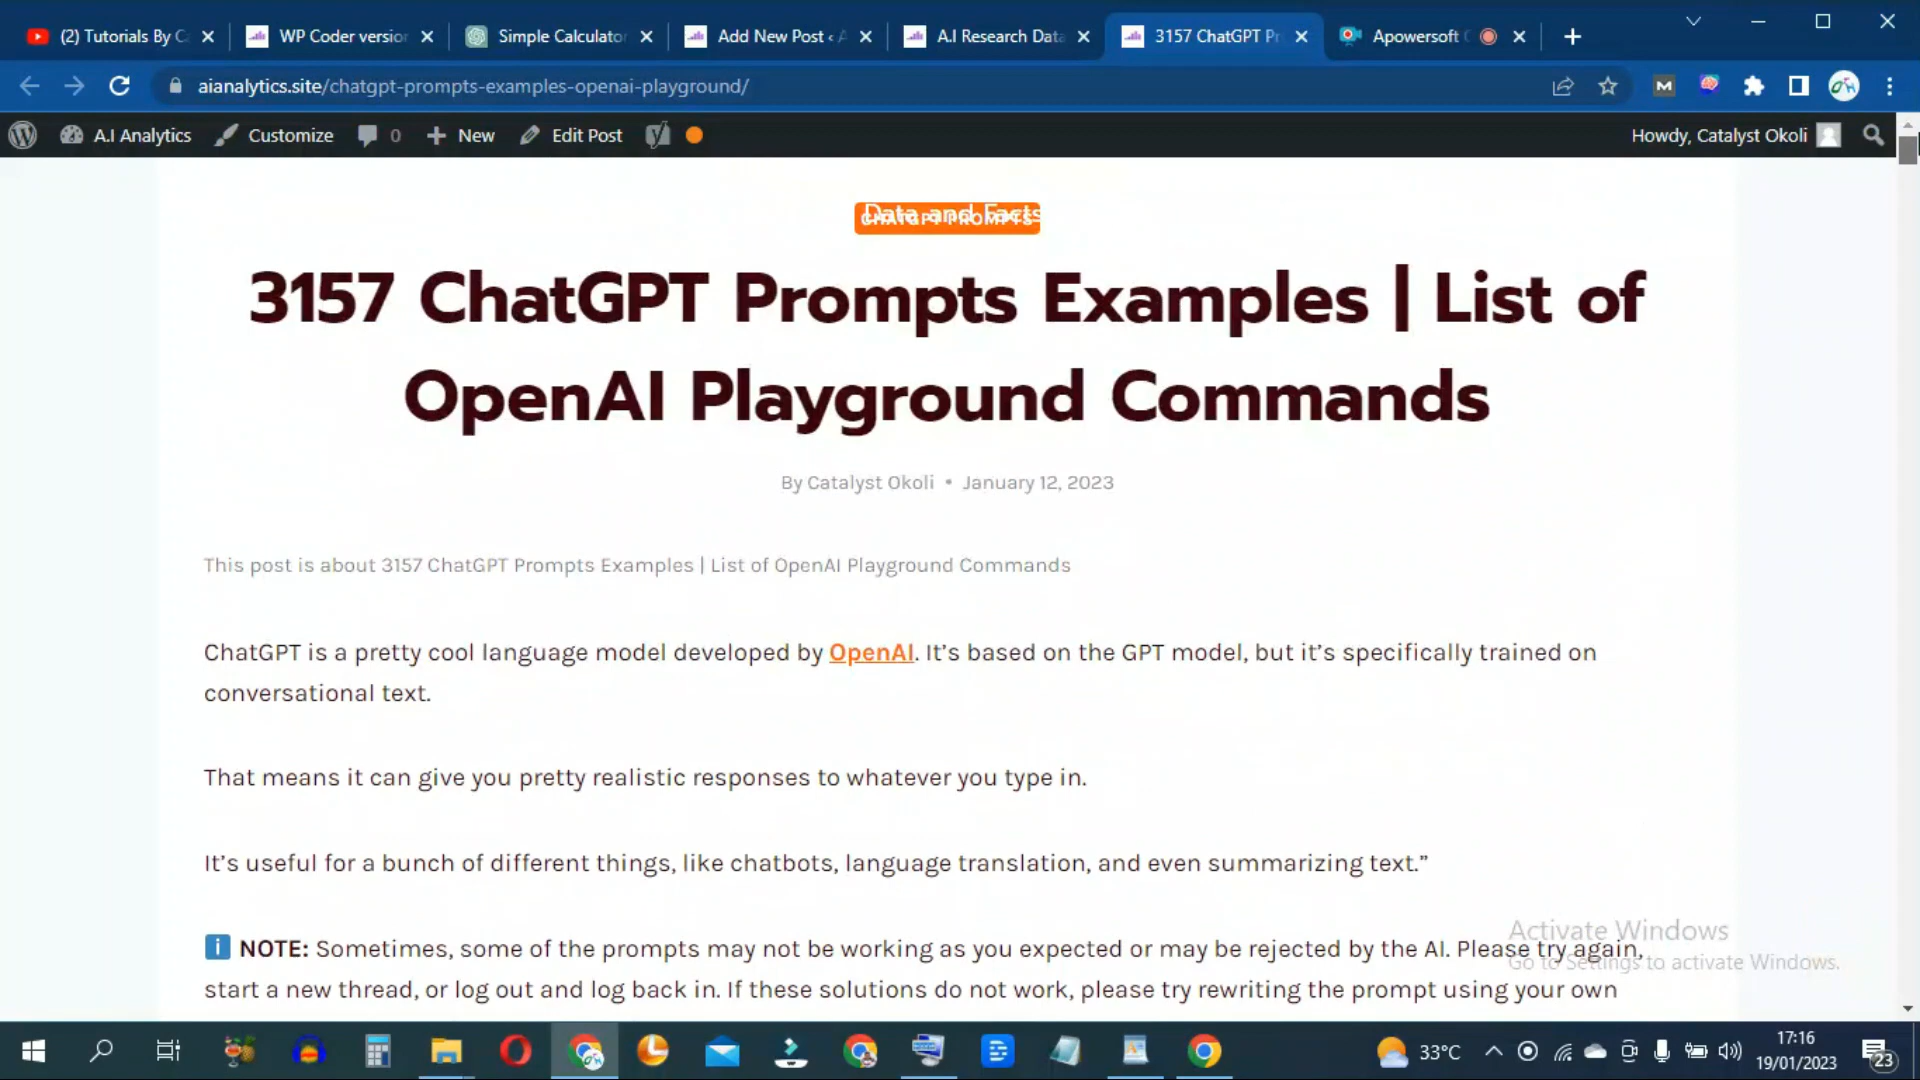 (2) Tutorials By C
WP Coder version
Simple Calculator
Add New Post ‹ A
A.I Research Data
3157 ChatGPT Pr
Apowersoft
aianalytics.site/chatgpt-prompts-examples-openai-playground/
M
A.I Analytics
Customize
0
New
Edit Post
Howdy, Catalyst Okoli
Data and Facts
CHATGPT PROMPTS
3157 ChatGPT Prompts Examples | List of
OpenAI Playground Commands
By Catalyst Okoli • January 12, 2023
This post is about 3157 ChatGPT Prompts Examples | List of OpenAI Playground Commands
ChatGPT is a pretty cool language model developed by OpenAI. It’s based on the GPT model, but it’s specifically trained on
conversational text.
That means it can give you pretty realistic responses to whatever you type in.
It’s useful for a bunch of different things, like chatbots, language translation, and even summarizing text.”
ℹ NOTE: Sometimes, some of the prompts may not be working as you expected or may be rejected by the AI. Please try again,
start a new thread, or log out and log back in. If these solutions do not work, please try rewriting the prompt using your own
Activate Windows
Go to Settings to activate Windows.
33°C
17:16
19/01/2023
23